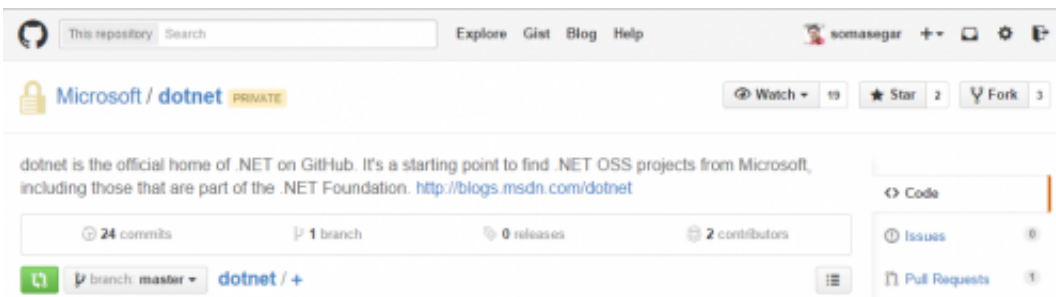 This repository Search Explore Gist Blog Help somasegar
Microsoft / dotnet PRIVATE Watch 19 Star 2 Fork 3
dotnet is the official home of .NET on GitHub. It's a starting point to find .NET OSS projects from Microsoft,
including those that are part of the .NET Foundation. http://blogs.msdn.com/dotnet
<> Code
24 commits 1 branch 0 releases 2 contributors
Issues 0
branch: master dotnet / +
Pull Requests 1